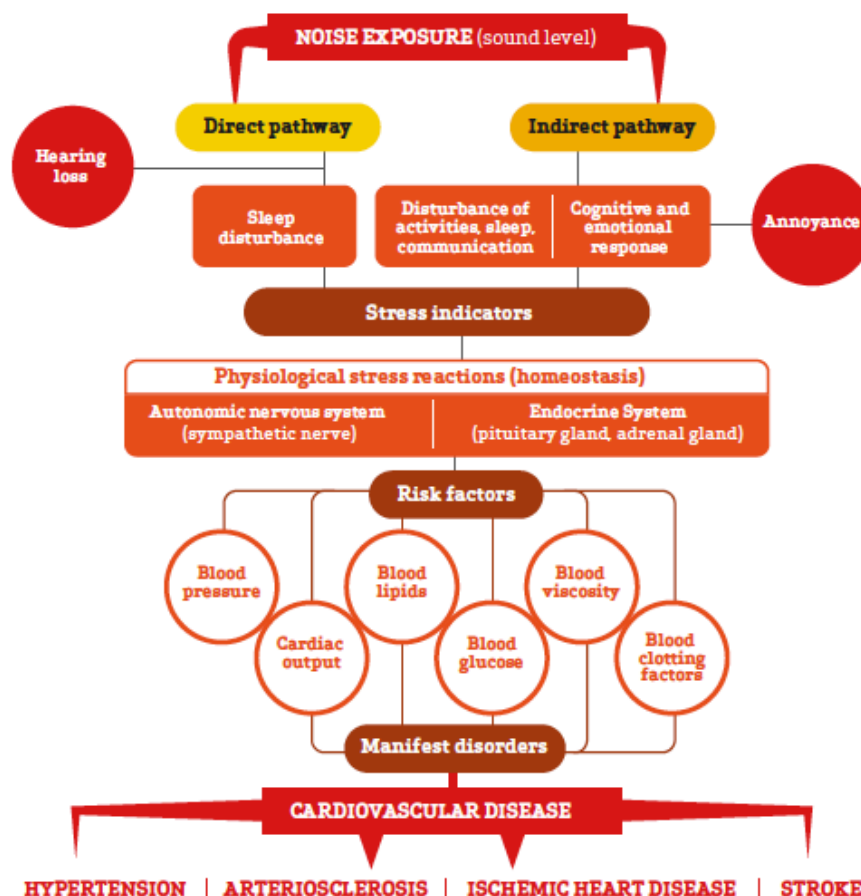 NOISE EXPOSURE (sound level)
Direct pathway
Indirect pathway
Hearing
loss
Sleep
disturbance
Disturbance of
activities, sleep,
communication
Cognitive and
emotional
response
Annoyance
Stress indicators
Physiological stress reactions (homeostasis)
Autonomic nervous system
(sympathetic nerve)
Endocrine System
(pituitary gland, adrenal gland)
Risk factors
Blood
pressure
Cardiac
output
Blood
lipids
Blood
glucose
Blood
viscosity
Blood
clotting
factors
Manifest disorders
CARDIOVASCULAR DISEASE
HYPERTENSION | ARTERIOSCLEROSIS | ISCHEMIC HEART DISEASE | STROKE